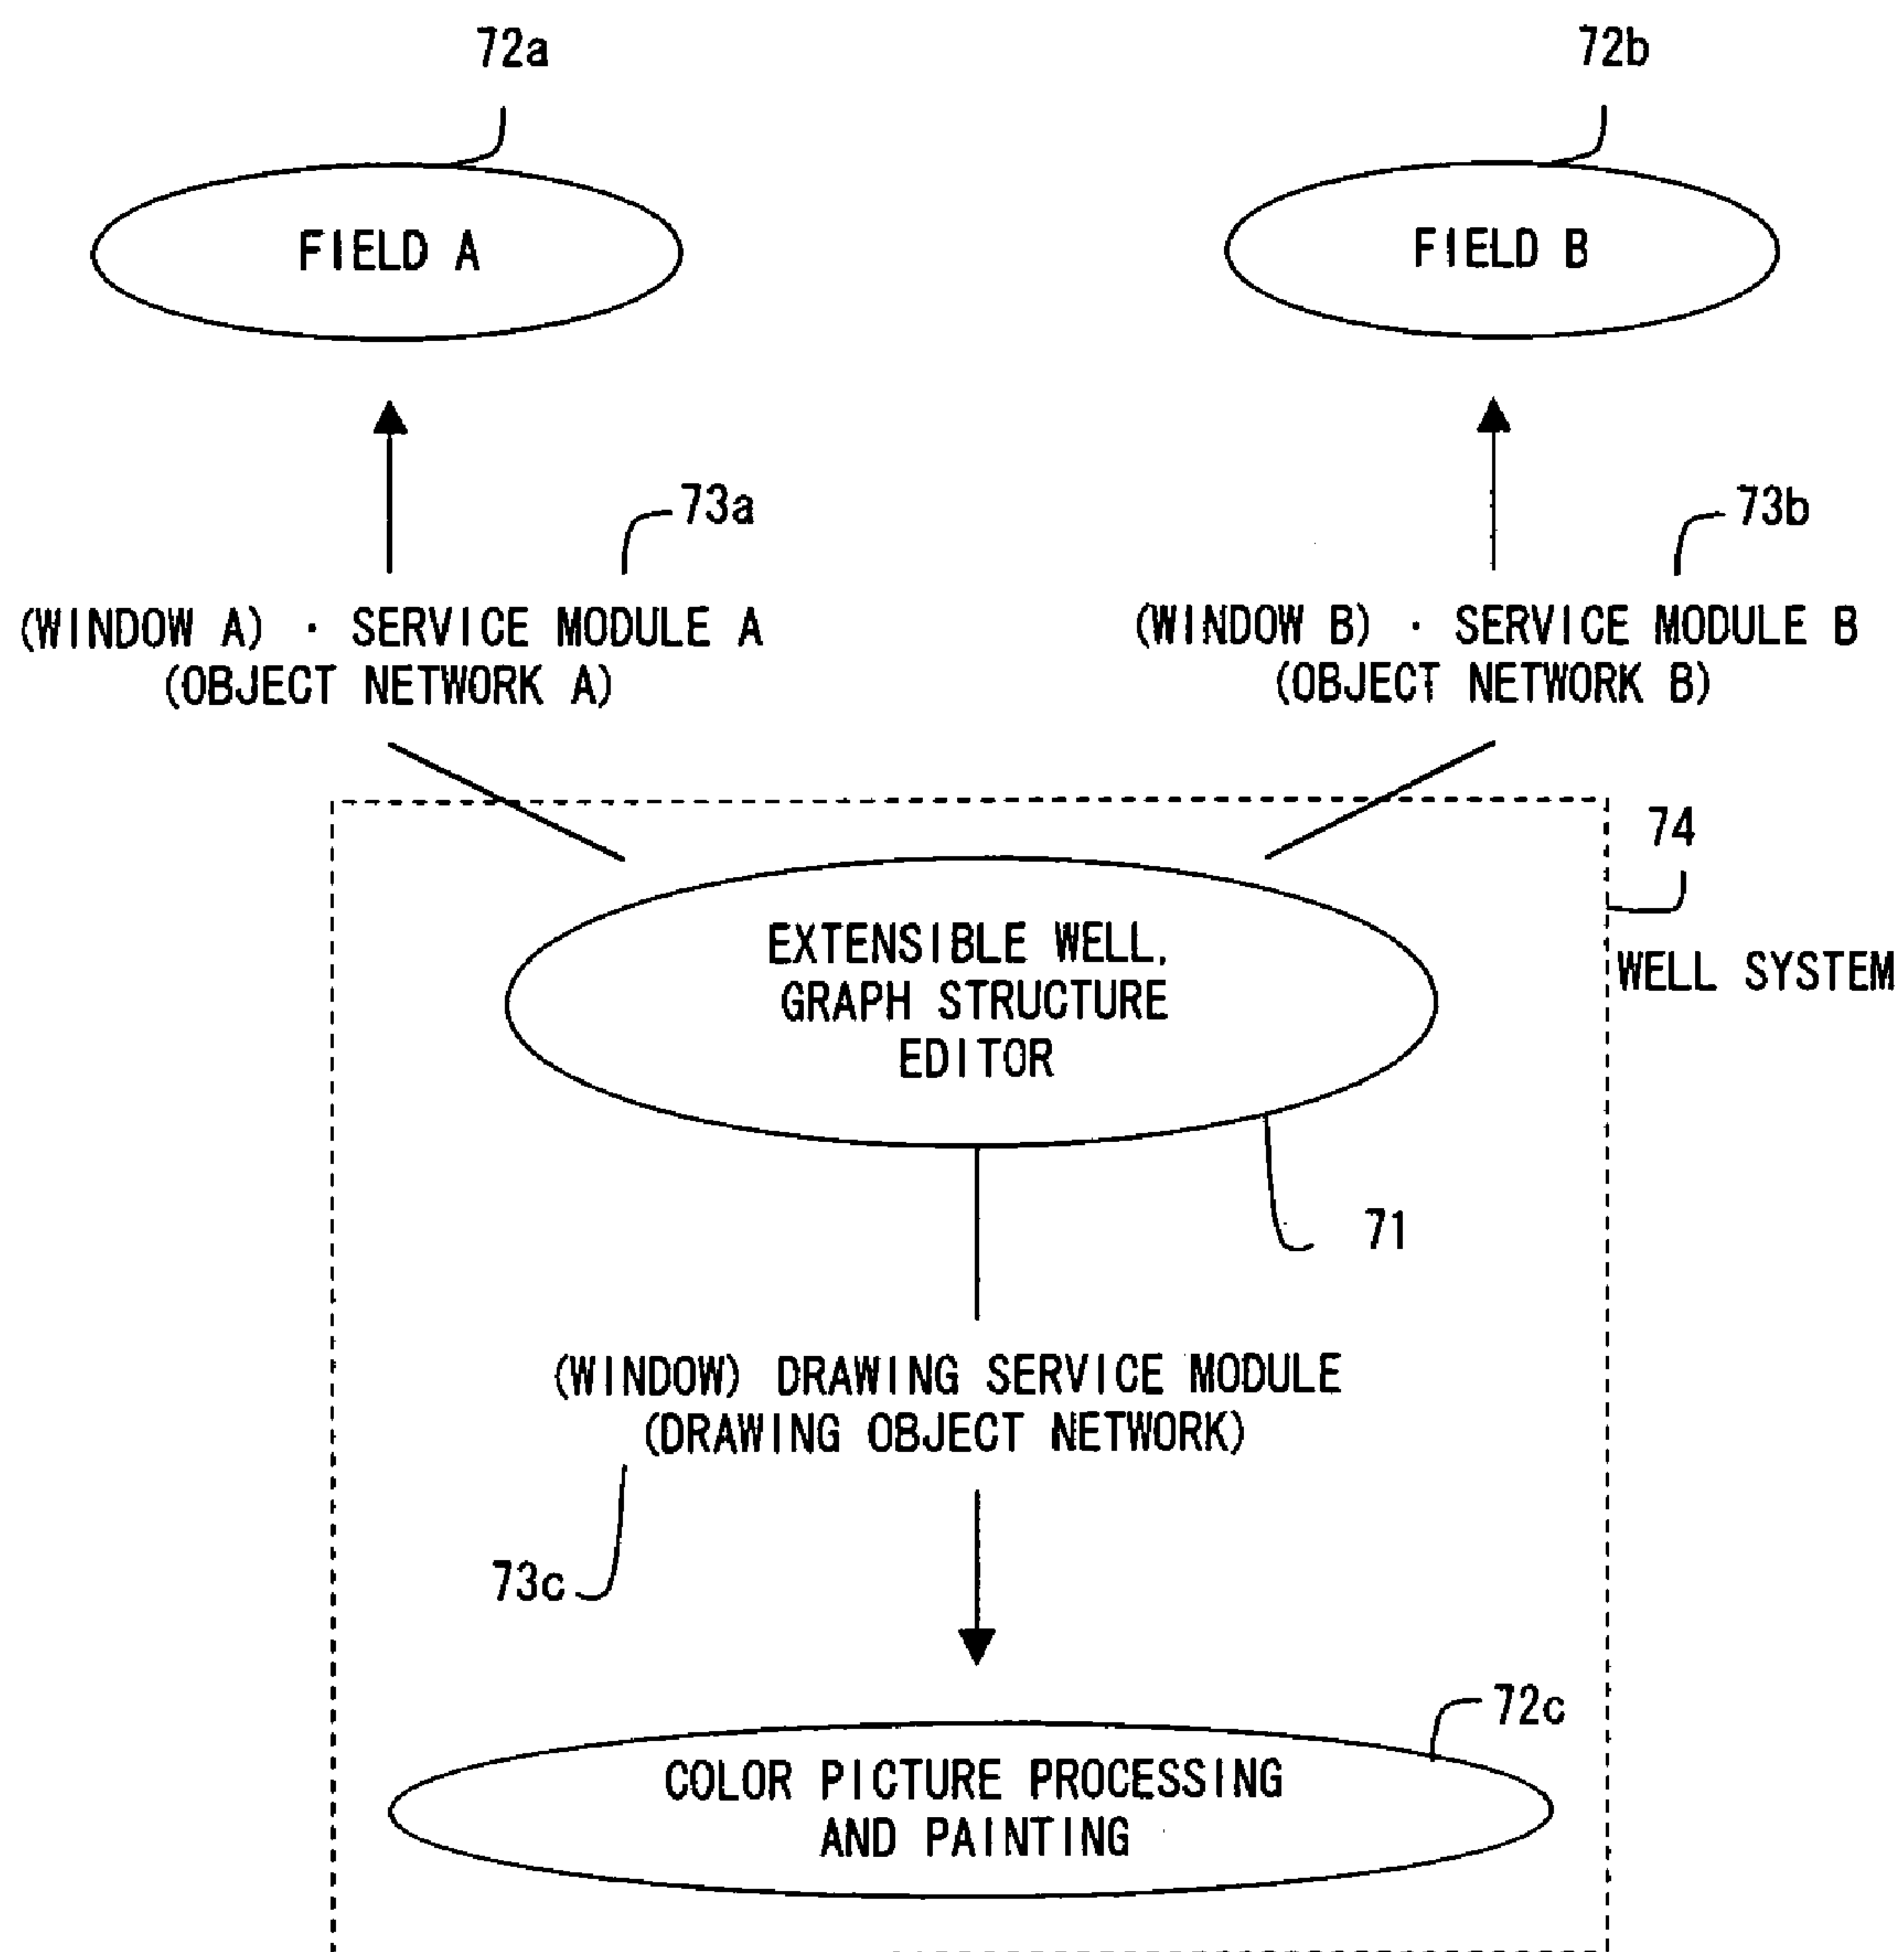 72a
72b
FIELD A
FIELD B
73a
73b
(WINDOW A) · SERVICE MODULE A
(OBJECT NETWORK A)
(WINDOW B) · SERVICE MODULE B
(OBJECT NETWORK B)
74
WELL SYSTEM
EXTENSIBLE WELL,
GRAPH STRUCTURE
EDITOR
71
(WINDOW) DRAWING SERVICE MODULE
(DRAWING OBJECT NETWORK)
73c
72c
COLOR PICTURE PROCESSING
AND PAINTING